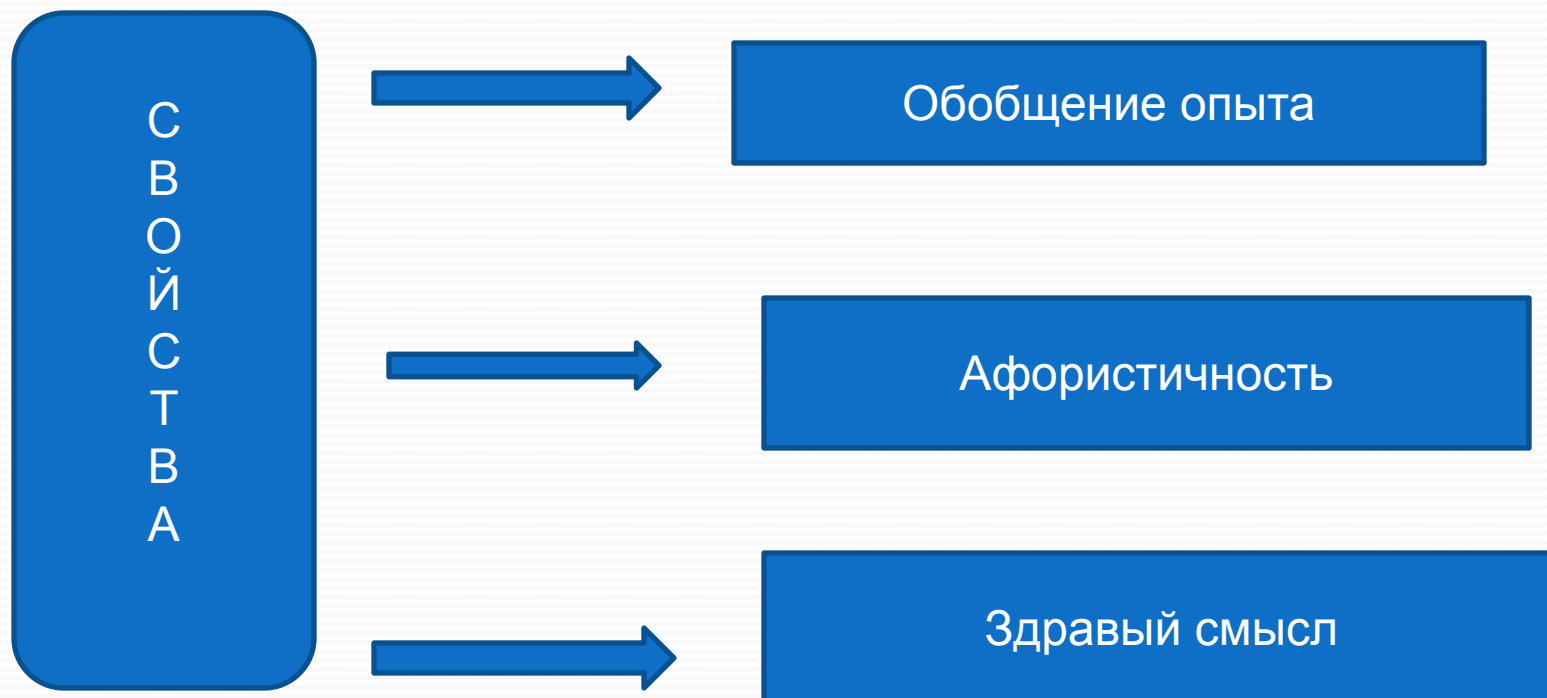 С
В
О
Й
С
Т
В
А
Обобщение опыта
Афористичность
Здравый смысл